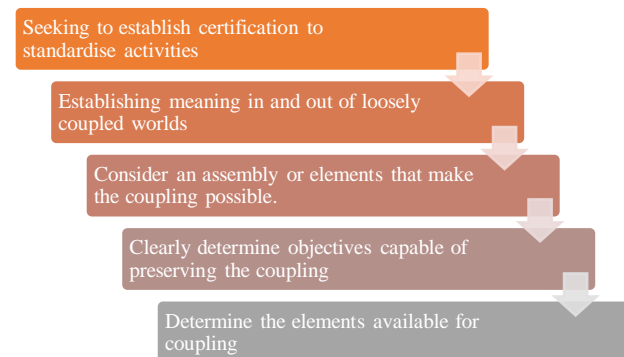 Seeking to establish certification to
standardise activities
Establishing meaning in and out of loosely
coupled worlds
Consider an assembly or elements that make
the coupling possible.
Clearly determine objectives capable of
preserving the coupling
Determine the elements available for
coupling